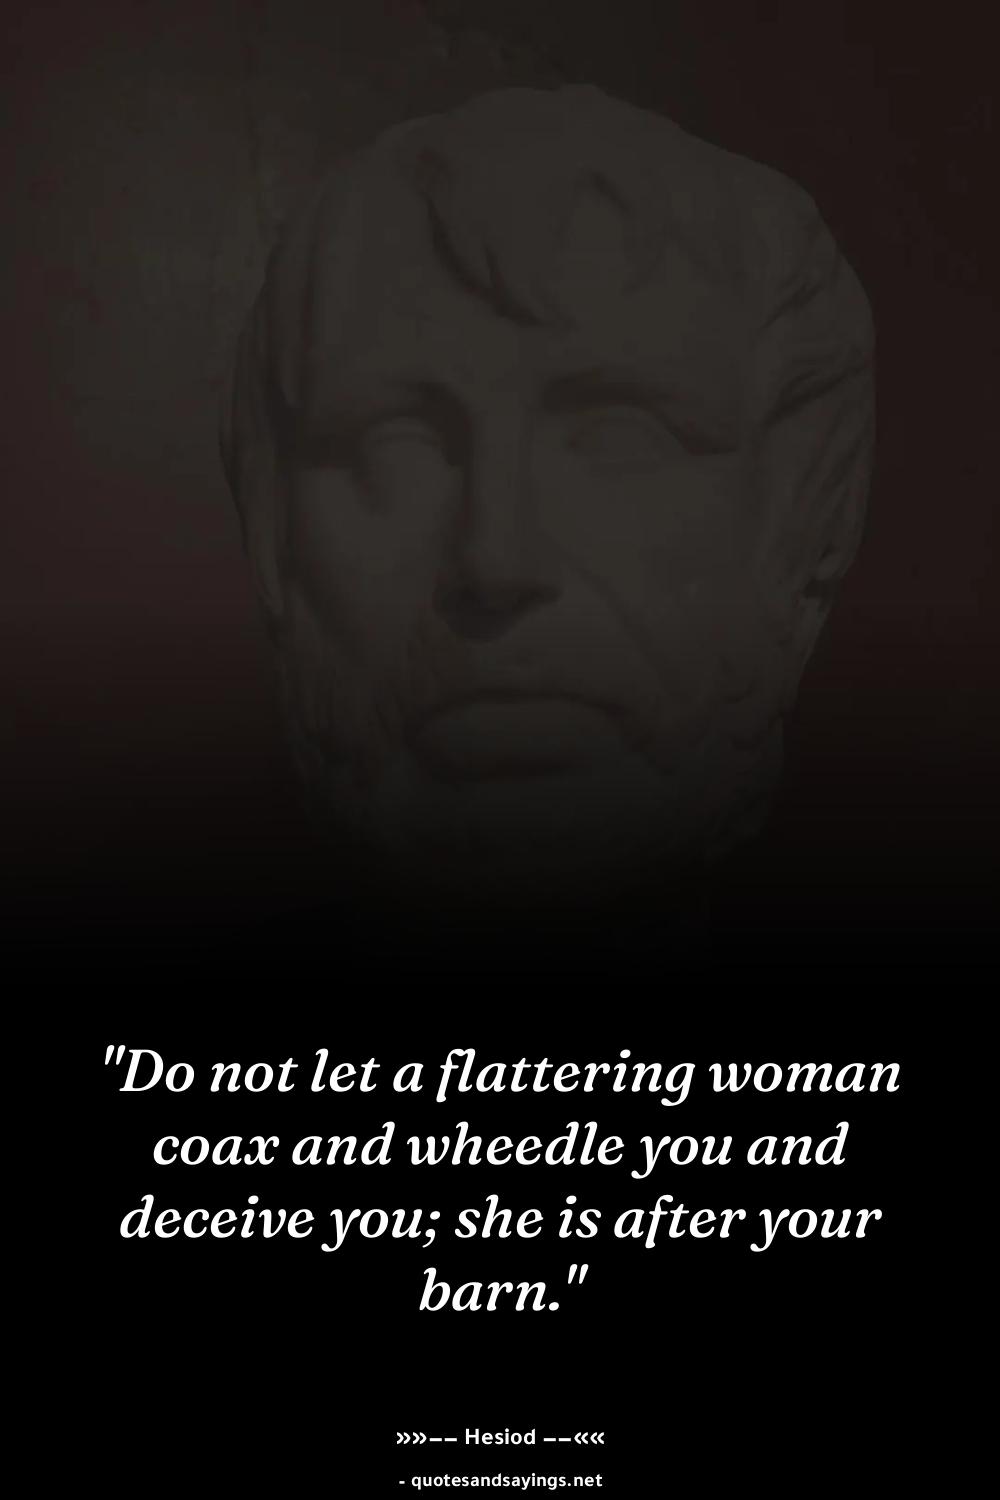 "Do not let a flattering woman
coax and wheedle you and
deceive you; she is after your
barn."
»»–– Hesiod ––««
- quotesandsayings.net